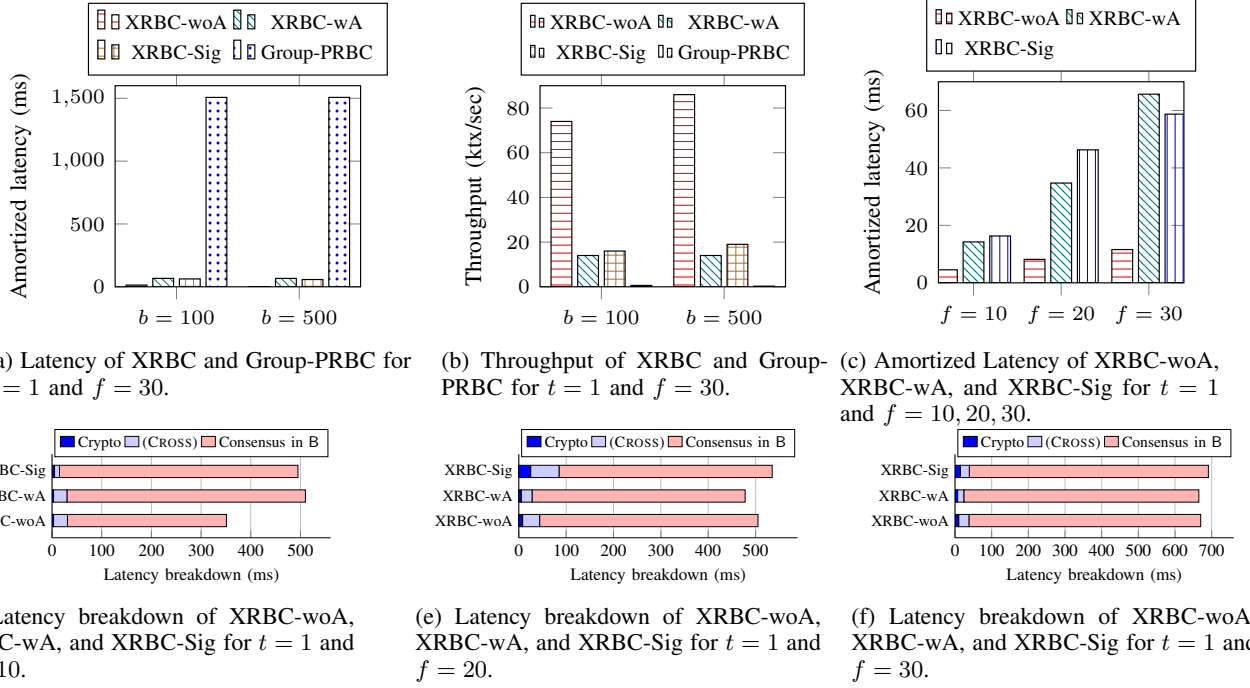 XRBC-woA XRBC-wA
XRBC-Sig Group-PRBC
Amortized latency (ms)
1,500
1,000
500
0
b = 100 b = 500
a) Latency of XRBC and Group-PRBC for
= 1 and f = 30.
XRBC-woA XRBC-wA
XRBC-Sig Group-PRBC
Throughput (ktx/sec)
80
60
40
20
0
b = 100 b = 500
(b) Throughput of XRBC and Group-
PRBC for t = 1 and f = 30.
XRBC-woA XRBC-wA
XRBC-Sig
Amortized latency (ms)
60
40
20
0
f = 10 f = 20 f = 30
(c) Amortized Latency of XRBC-woA,
XRBC-wA, and XRBC-Sig for t = 1
and f = 10, 20, 30.
Crypto (CROSS) Consensus in B
BC-Sig
BC-wA
C-woA
0 100 200 300 400 500
Latency breakdown (ms)
Latency breakdown of XRBC-woA,
C-wA, and XRBC-Sig for t = 1 and
10.
Crypto (CROSS) Consensus in B
XRBC-Sig
XRBC-wA
XRBC-woA
0 100 200 300 400 500
Latency breakdown (ms)
(e) Latency breakdown of XRBC-woA,
XRBC-wA, and XRBC-Sig for t = 1 and
f = 20.
Crypto (CROSS) Consensus in B
XRBC-Sig
XRBC-wA
XRBC-woA
0 100 200 300 400 500 600 700
Latency breakdown (ms)
(f) Latency breakdown of XRBC-woA
XRBC-wA, and XRBC-Sig for t = 1 and
f = 30.